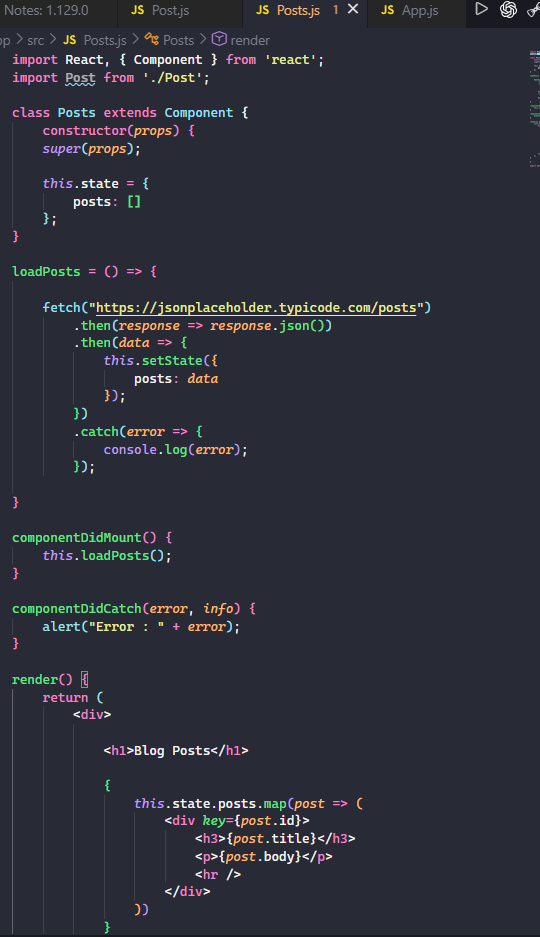 Notes: 1.129.0 JS Post.js JS Posts.js 1 JS App.js
pp > src > JS Posts.js > Posts > render
import React, { Component } from 'react';
import Post from './Post';
class Posts extends Component {
    constructor(props) {
    super(props);
    this.state = {
        posts: []
    };
}
loadPosts = () => {
    fetch("https://jsonplaceholder.typicode.com/posts")
        .then(response => response.json())
        .then(data => {
            this.setState({
                posts: data
            });
        })
        .catch(error => {
            console.log(error);
        });
}
componentDidMount() {
    this.loadPosts();
}
componentDidCatch(error, info) {
    alert("Error : " + error);
}
render() {
    return (
        <div>
            <h1>Blog Posts</h1>
            {
                this.state.posts.map(post => (
                    <div key={post.id}>
                        <h3>{post.title}</h3>
                        <p>{post.body}</p>
                        <hr />
                    </div>
                ))
            }